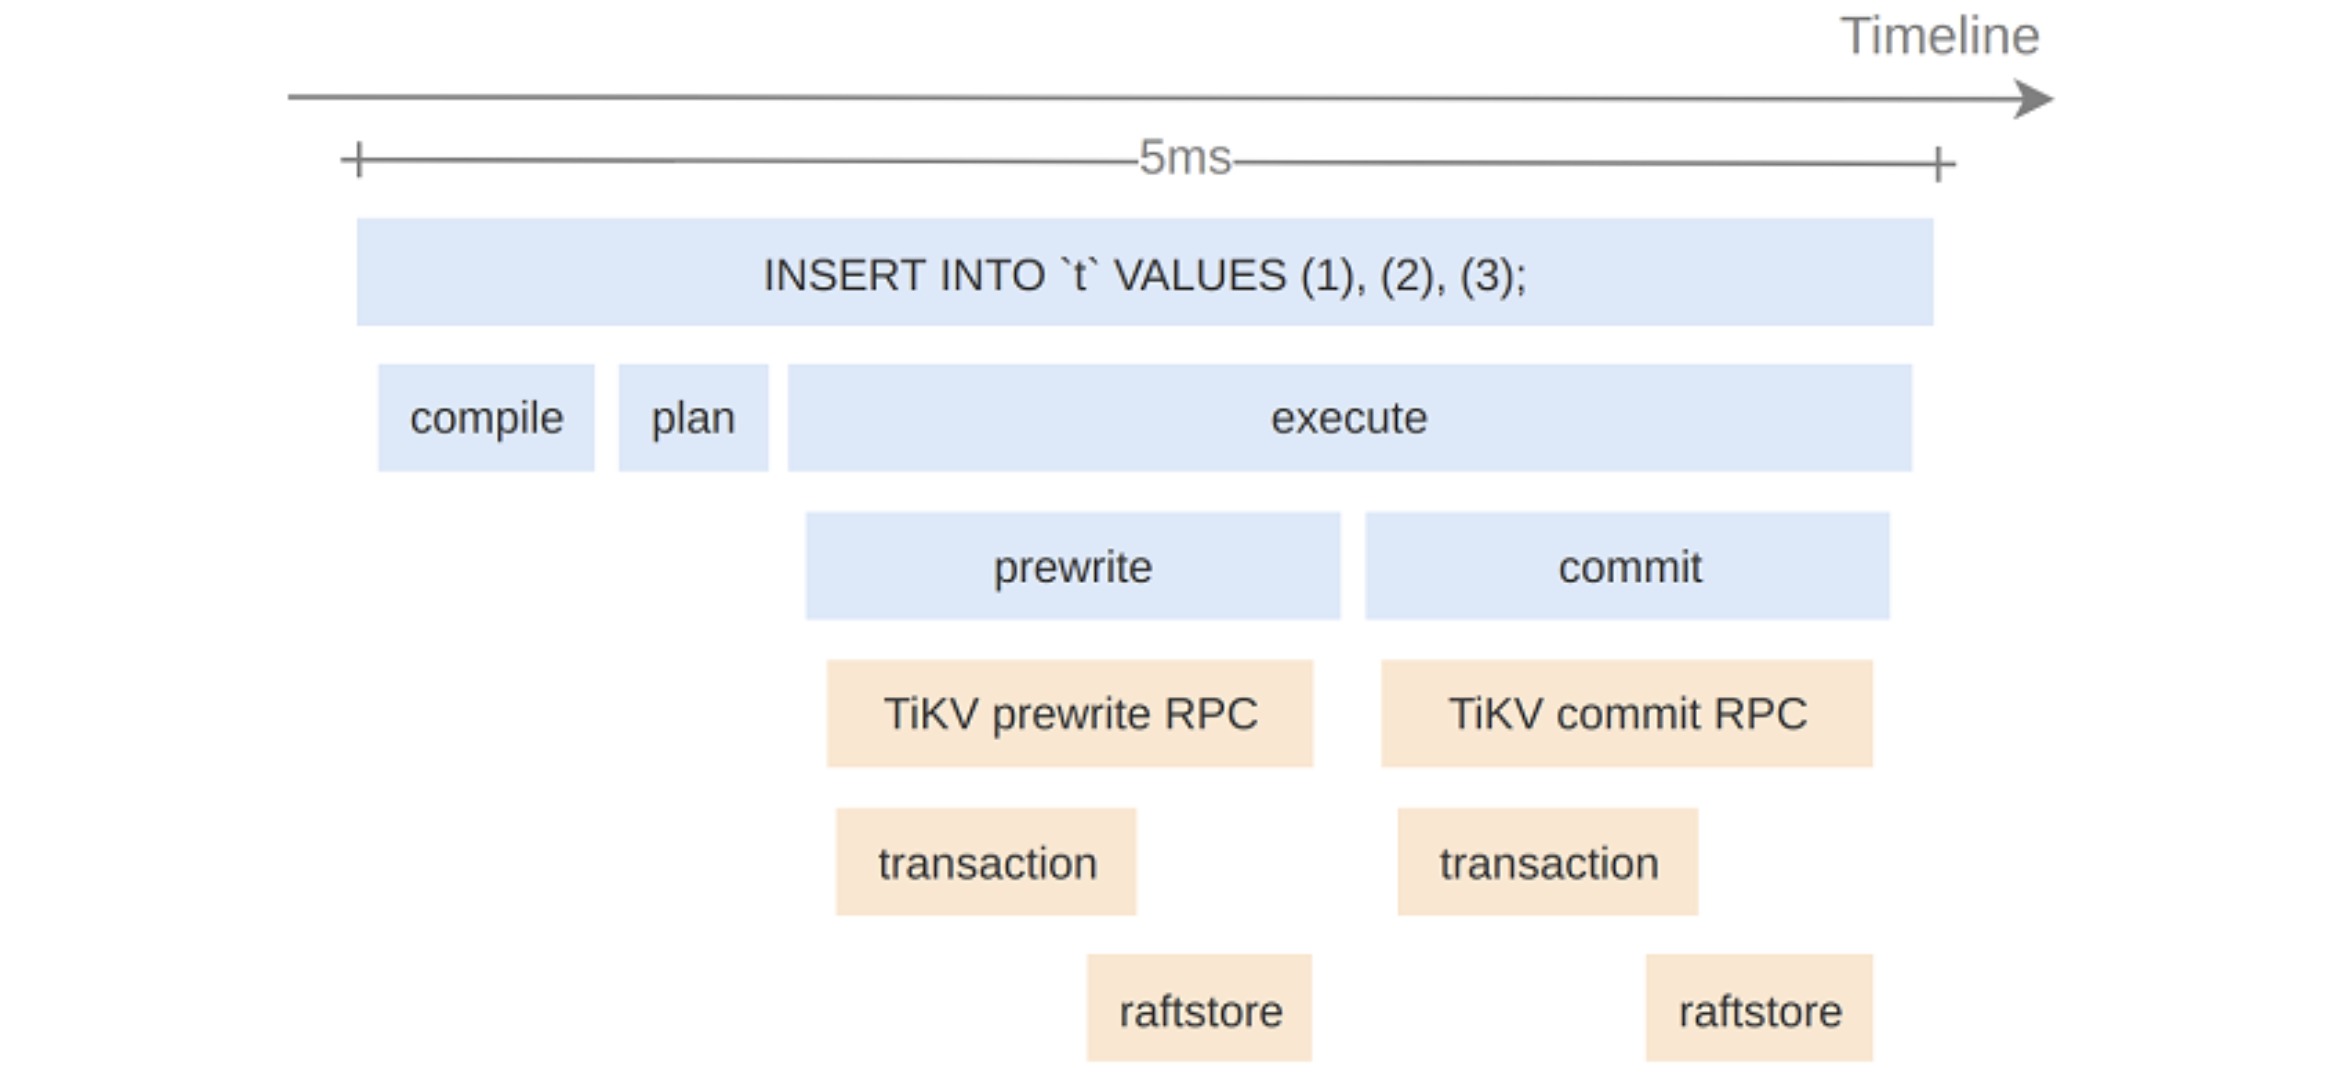 Timeline
5ms
INSERT INTO `t` VALUES (1), (2), (3);
compile
plan
execute
prewrite
commit
TiKV prewrite RPC
TiKV commit RPC
transaction
transaction
raftstore
raftstore